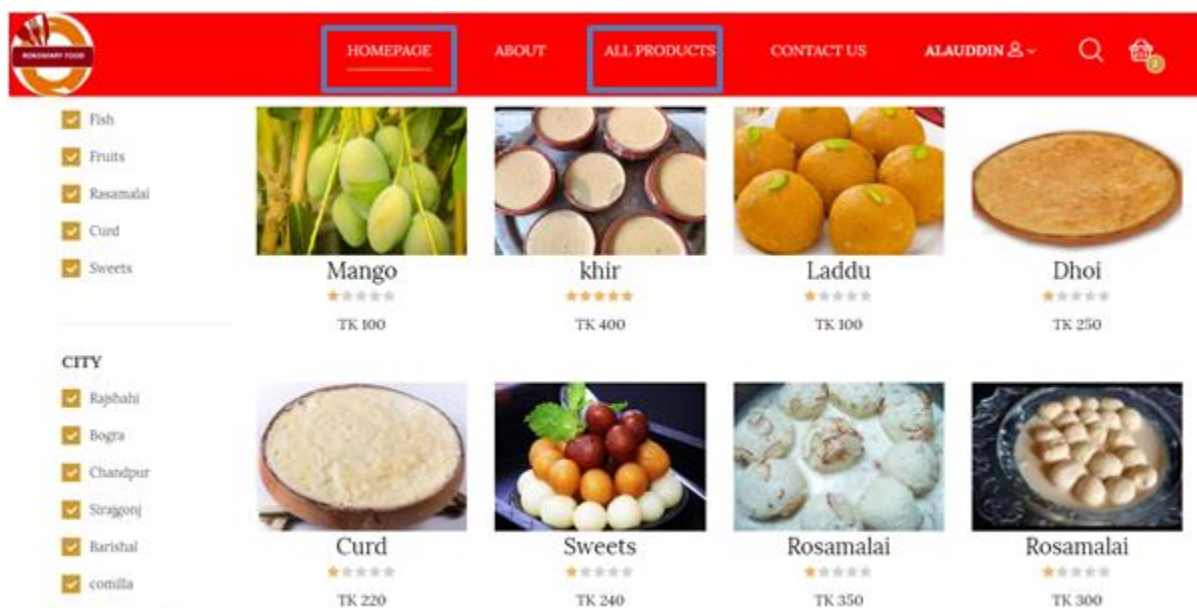 ROKOMARY FOOD
HOMEPAGE
ABOUT
ALL PRODUCTS
CONTACT US
ALAUDDIN
Fish
Fruits
Rasamalai
Curd
Sweets
CITY
Rajshahi
Bogra
Chandpur
Sirajgonj
Barishal
comilla
Mango
TK 100
khir
TK 400
Laddu
TK 100
Dhoi
TK 250
Curd
TK 220
Sweets
TK 240
Rosamalai
TK 350
Rosamalai
TK 300